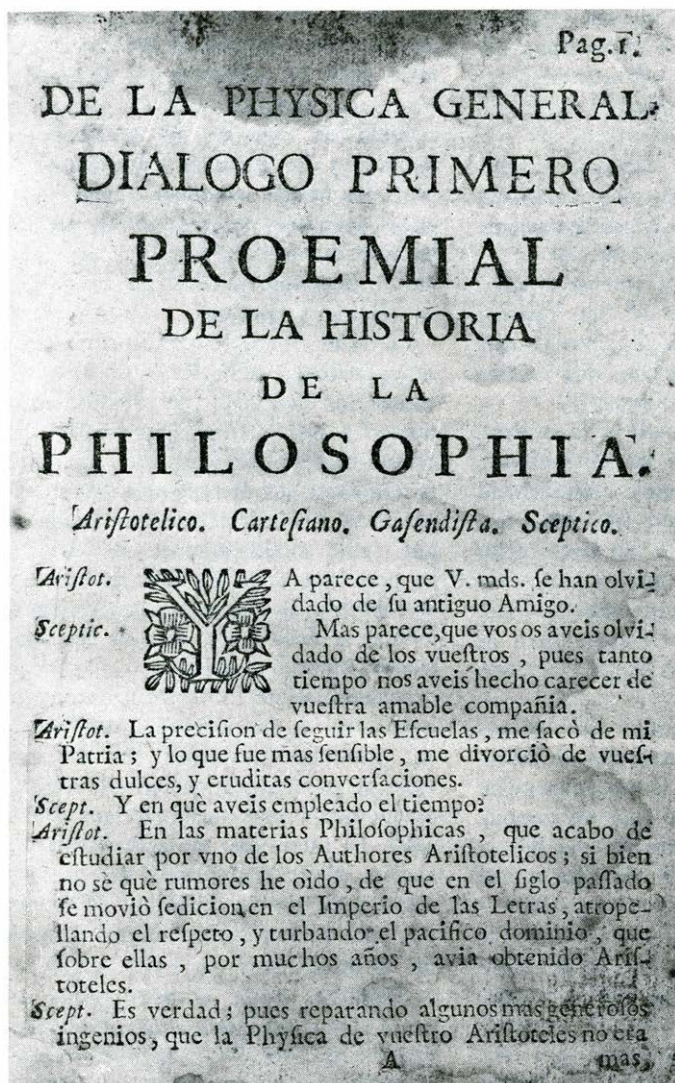 Pag.1.
DE LA PHYSICA GENERAL.
DIALOGO PRIMERO
PROEMIAL
DE LA HISTORIA
DE LA
PHILOSOPHIA.
Ariſtotelico. Carteſiano. Gaſendiſta. Sceptico.
Ariſtot. YA parece, que V. mds. ſe han olvi-
dado de ſu antiguo Amigo.
Sceptic. Mas parece, que vos os aveis olvi-
dado de los vueſtros, pues tanto
tiempo nos aveis hecho carecer de
vueſtra amable compañia.
Ariſtot. La preciſion de ſeguir las Eſcuelas, me ſacò de mi
Patria; y lo que fue mas ſenſible, me divorciò de vueſ-
tras dulces, y eruditas converſaciones.
Scept. Y en què aveis empleado el tiempo?
Ariſtot. En las materias Philoſophicas, que acabo de
eſtudiar por vno de los Authores Ariſtotelicos; ſi bien
no sè què rumores he oìdo, de que en el ſiglo paſſado
ſe moviò ſedicion en el Imperio de las Letras, atrope-
llando el reſpeto, y turbando el pacifico dominio, que
ſobre ellas, por muchos años, avia obtenido Ariſ-
toteles.
Scept. Es verdad; pues reparando algunos mas generoſos
ingenios, que la Phyſica de vueſtro Ariſtoteles no era
A mas,